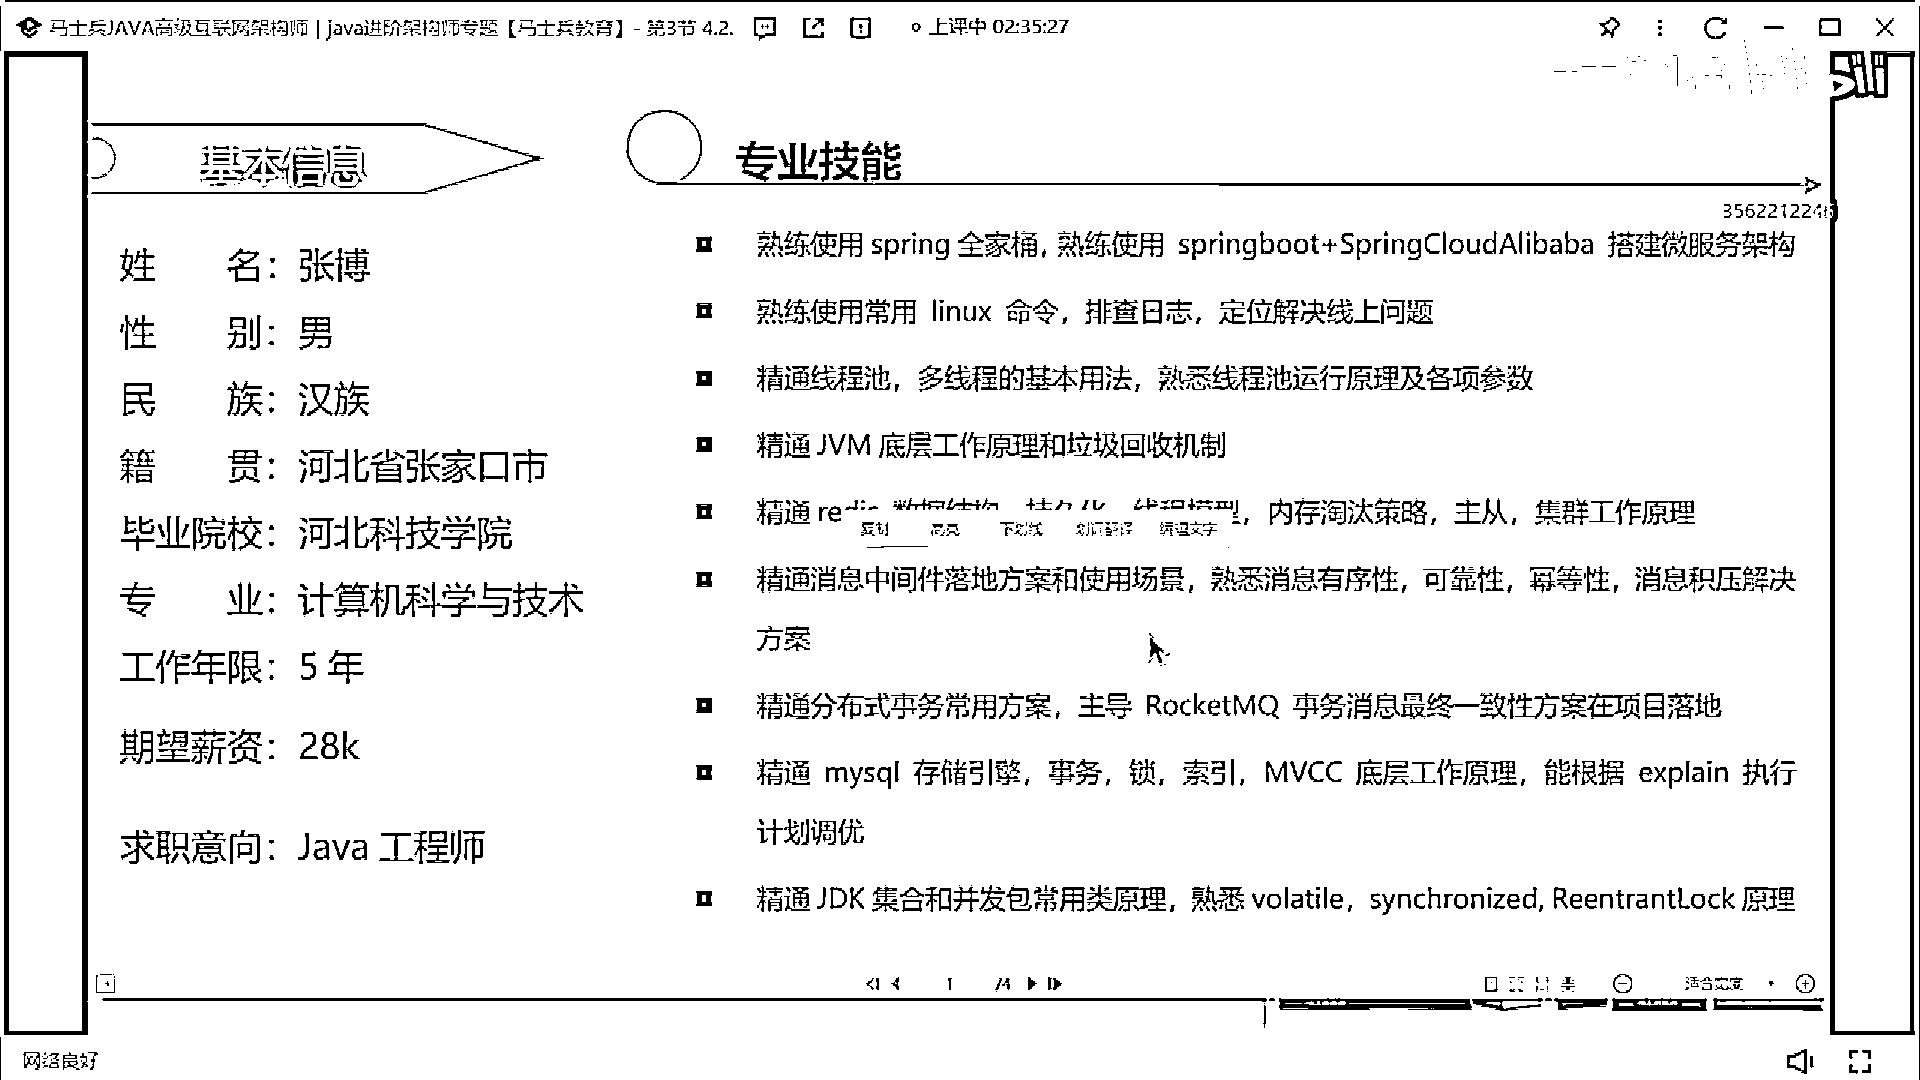 马士兵JAVA高级互联网架构师 | java进阶架构师专题【马士兵教育】- 第3节 4.2.
上课中 02:35:27
基本信息
姓 名：张博
性 别：男
民 族：汉族
籍 贯：河北省张家口市
毕业院校：河北科技学院
专 业：计算机科学与技术
工作年限：5 年
期望薪资：28k
求职意向：Java 工程师
专业技能
熟练使用 spring 全家桶, 熟练使用 springboot+SpringCloudAlibaba 搭建微服务架构
熟练使用常用 linux 命令，排查日志，定位解决线上问题
精通线程池，多线程的基本用法，熟悉线程池运行原理及各项参数
精通 JVM 底层工作原理和垃圾回收机制
精通 redis 数据结构，持久化，线程模型，内存淘汰策略，主从，集群工作原理
复制 高亮 下划线 划词翻译 编辑文字
精通消息中间件落地方案和使用场景，熟悉消息有序性，可靠性，幂等性，消息积压解决
方案
精通分布式事务常用方案，主导 RocketMQ 事务消息最终一致性方案在项目落地
精通 mysql 存储引擎，事务，锁，索引，MVCC 底层工作原理，能根据 explain 执行
计划调优
精通 JDK 集合和并发包常用类原理，熟悉 volatile，synchronized, ReentrantLock 原理
1 /4
适合宽度
网络良好